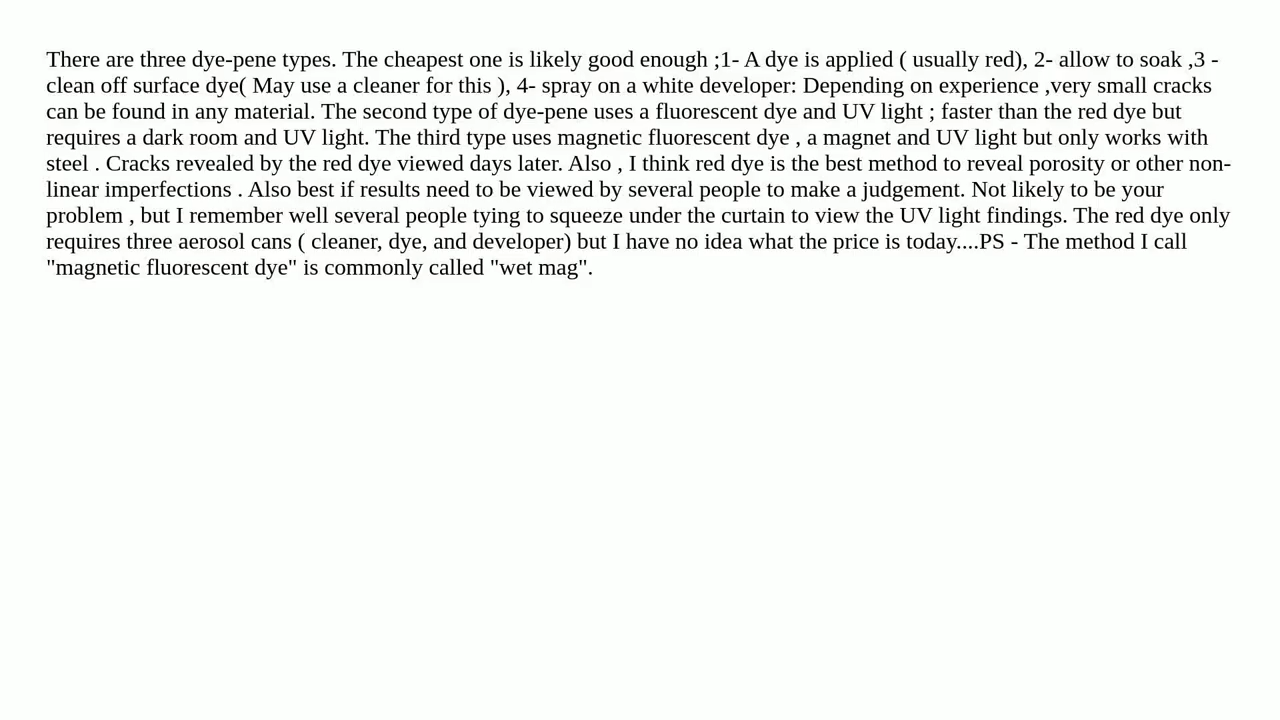 There are three dye-pene types. The cheapest one is likely good enough ;1- A dye is applied ( usually red), 2- allow to soak ,3 -
clean off surface dye( May use a cleaner for this ), 4- spray on a white developer: Depending on experience ,very small cracks
can be found in any material. The second type of dye-pene uses a fluorescent dye and UV light ; faster than the red dye but
requires a dark room and UV light. The third type uses magnetic fluorescent dye , a magnet and UV light but only works with
steel . Cracks revealed by the red dye viewed days later. Also , I think red dye is the best method to reveal porosity or other non-
linear imperfections . Also best if results need to be viewed by several people to make a judgement. Not likely to be your
problem , but I remember well several people tying to squeeze under the curtain to view the UV light findings. The red dye only
requires three aerosol cans ( cleaner, dye, and developer) but I have no idea what the price is today....PS - The method I call
"magnetic fluorescent dye" is commonly called "wet mag".